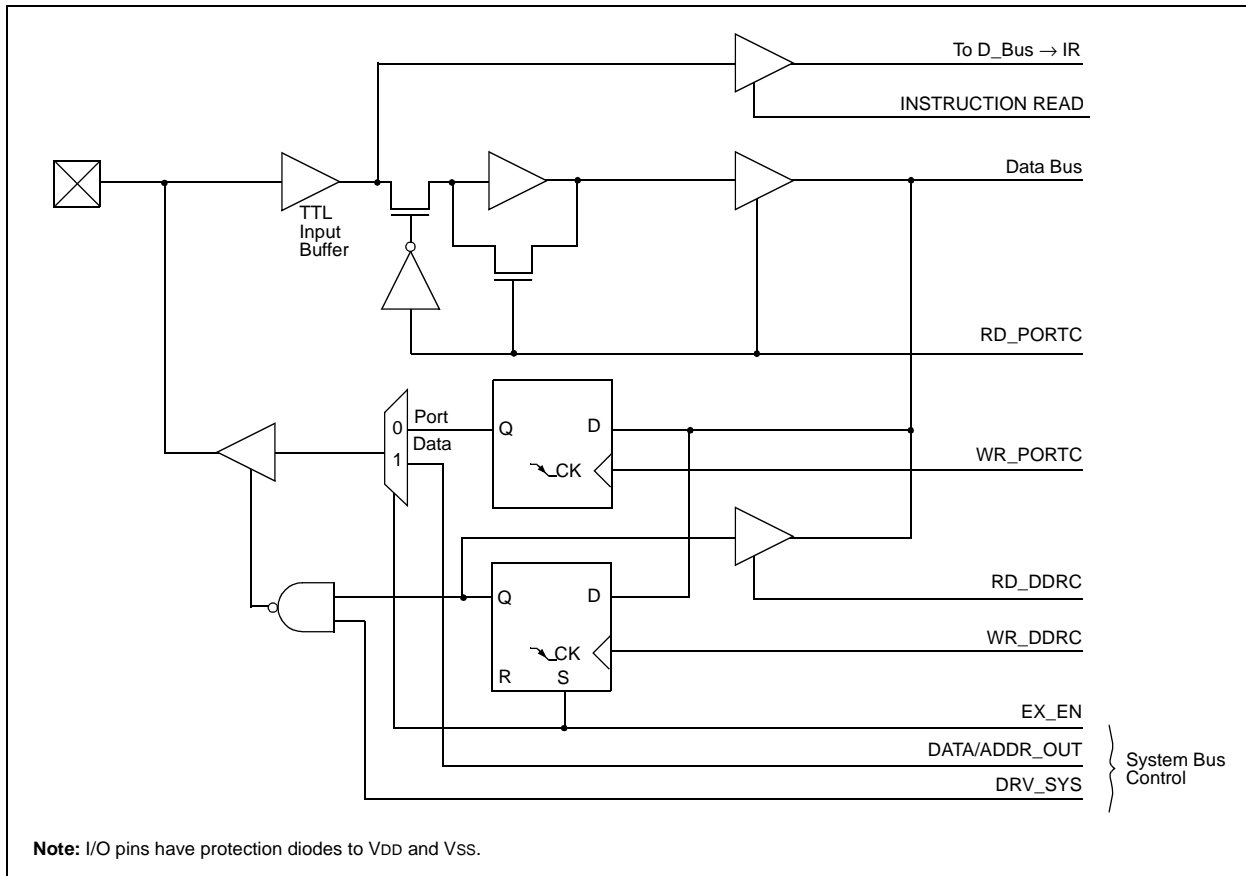 To D_Bus → IR
INSTRUCTION READ
Data Bus
TTL
Input
Buffer
RD_PORTC
0
Port
Data
1
Q
D
CK
WR_PORTC
RD_DDRC
Q
D
CK
R
S
WR_DDRC
EX_EN
DATA/ADDR_OUT
DRV_SYS
System Bus
Control
Note: I/O pins have protection diodes to VDD and VSS.